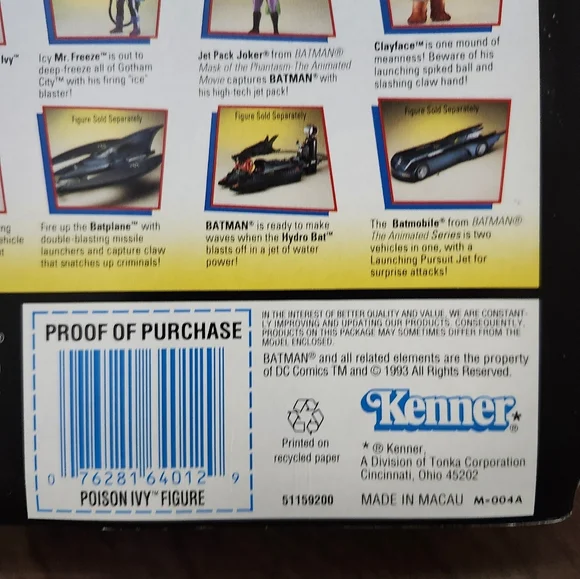 Ivy™
Icy Mr. Freeze™ is out to
deep-freeze all of Gotham
City™ with his firing "ice"
blaster!
Jet Pack Joker® from BATMAN®
Mask of the Phantasm-The Animated
Movie captures BATMAN® with
his high-tech jet pack!
Clayface™ is one mound of
meanness! Beware of his
launching spiked ball and
slashing claw hand!
Figure Sold Separately
Figure Sold Separately
Fire up the Batplane™ with
double-blasting missile
launchers and capture claw
that snatches up criminals!
BATMAN® is ready to make
waves when the Hydro Bat™
blasts off in a jet of water
power!
The Batmobile® from BATMAN®
The Animated Series is two
vehicles in one, with a
Launching Pursuit Jet for
surprise attacks!
PROOF OF PURCHASE
0 76281 64012 9
POISON IVY™ FIGURE
IN THE INTEREST OF BETTER QUALITY AND VALUE, WE ARE CONSTANT-
LY IMPROVING AND UPDATING OUR PRODUCTS. CONSEQUENTLY,
PRODUCTS ON THIS PACKAGE MAY SOMETIMES DIFFER FROM THE
MODEL ENCLOSED.
BATMAN® and all related elements are the property
of DC Comics TM and © 1993 All Rights Reserved.
Printed on
recycled paper
51159200
Kenner®*
* ® Kenner,
A Division of Tonka Corporation
Cincinnati, Ohio 45202
MADE IN MACAU M-004A